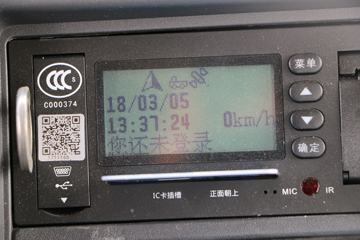 CCC S
C000374
18/03/05
13:37:24 0km/h
你还未登录
菜单
确定
IC卡插槽 正面朝上 MIC IR